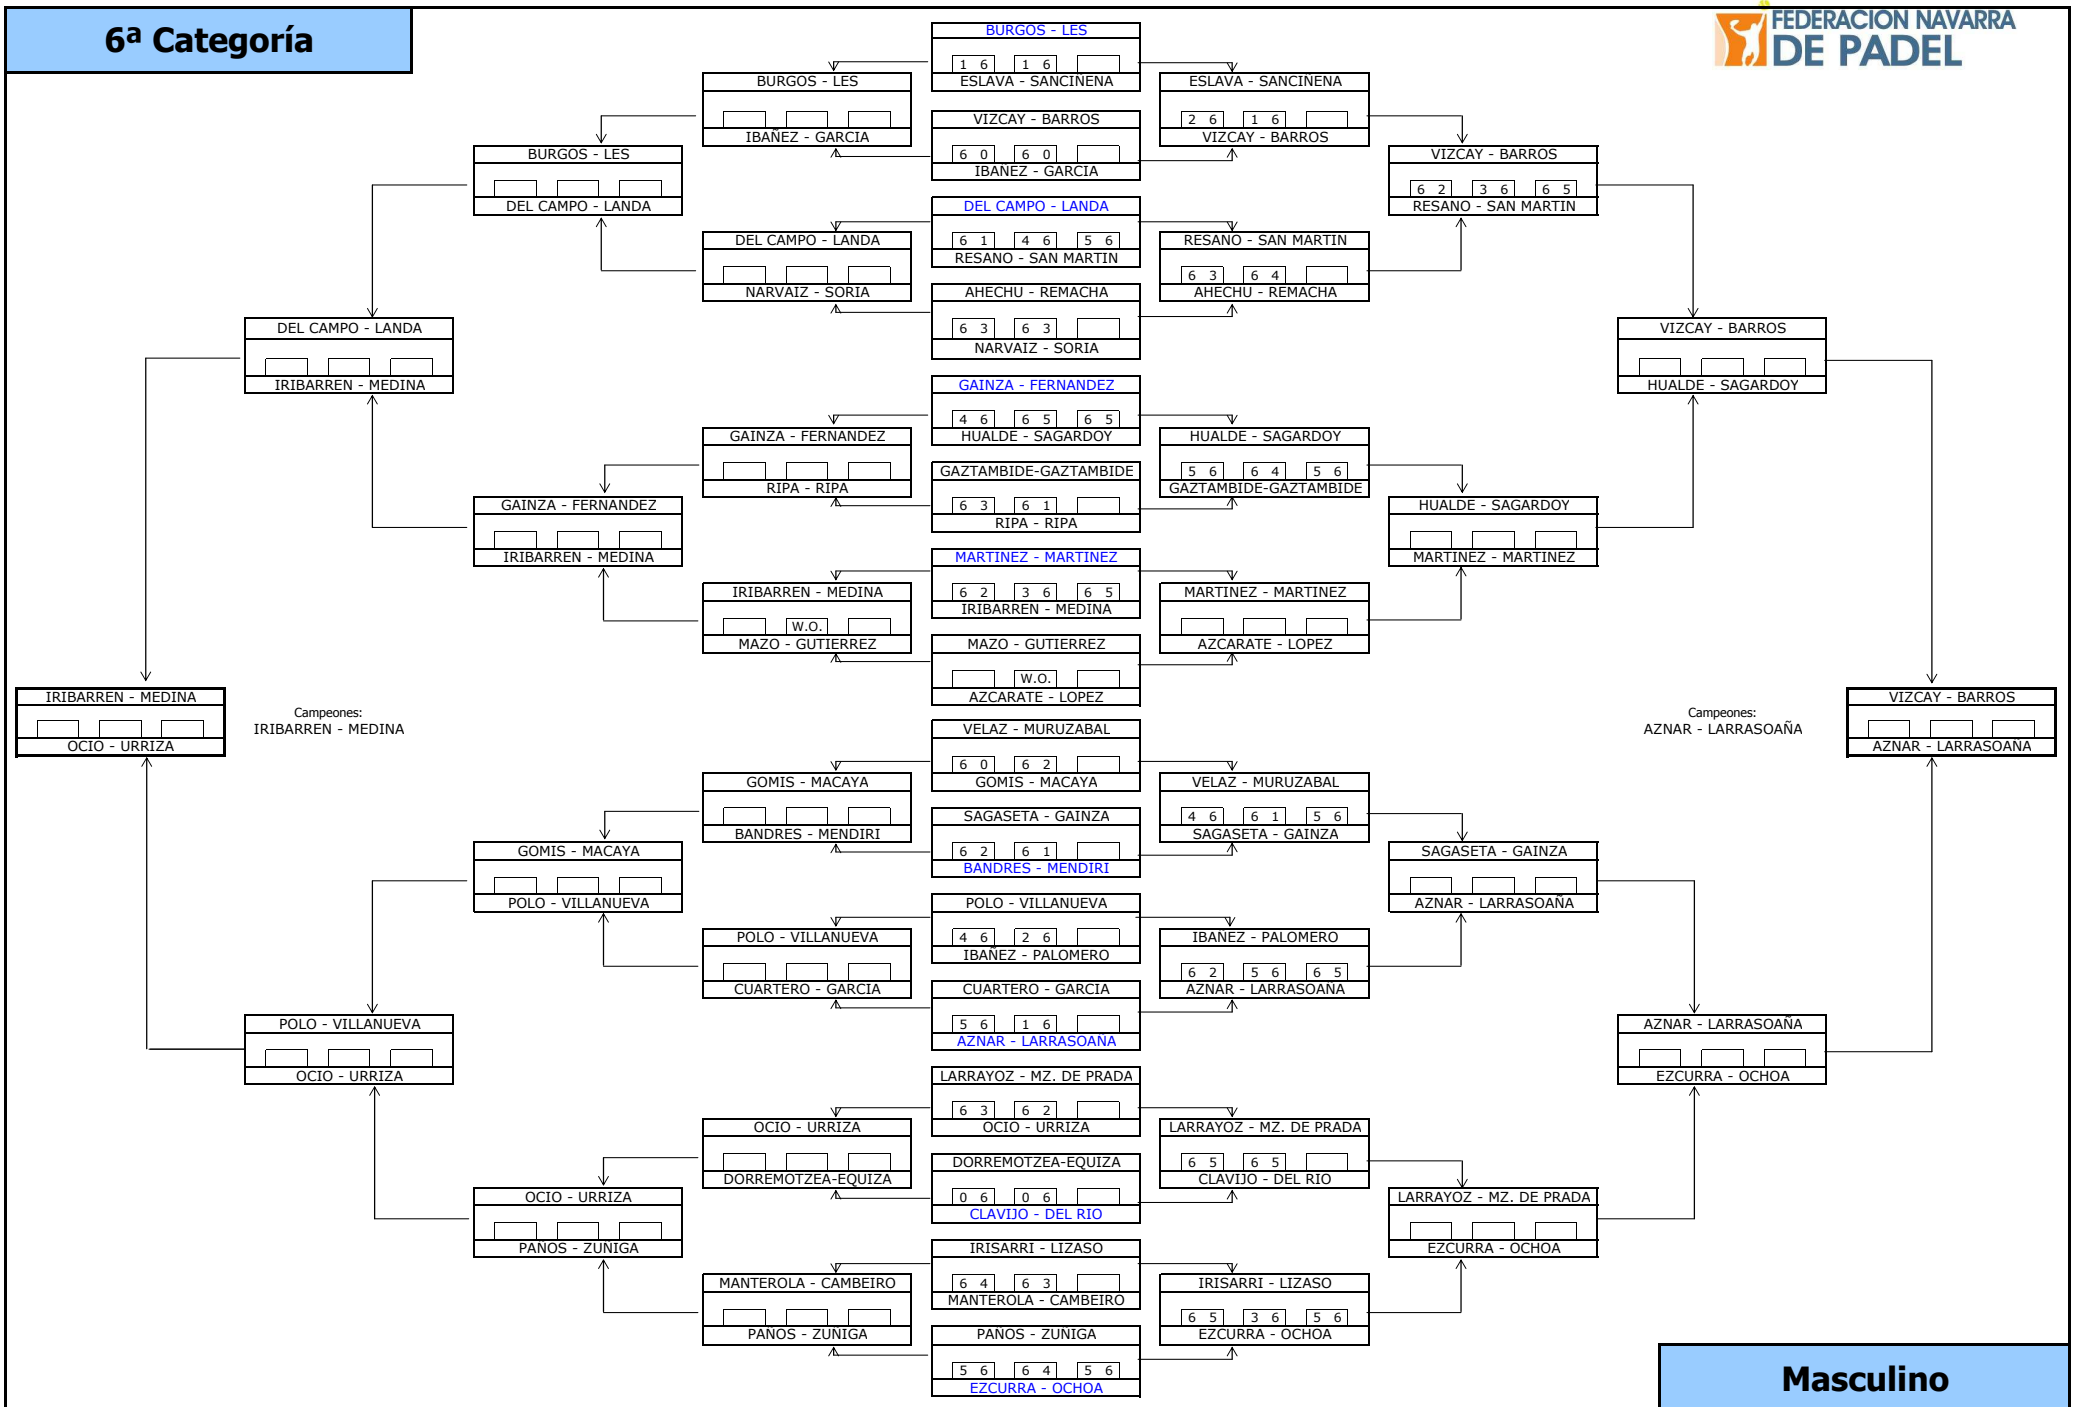 6ª Categoría
FEDERACION NAVARRA
DE PADEL
BURGOS - LES
1 6 1 6
ESLAVA - SANCIÑENA
VIZCAY - BARROS
6 0 6 0
IBAÑEZ - GARCIA
DEL CAMPO - LANDA
6 1 4 6 5 6
RESANO - SAN MARTIN
AHECHU - REMACHA
6 3 6 3
NARVAIZ - SORIA
GAINZA - FERNANDEZ
4 6 6 5 6 5
HUALDE - SAGARDOY
GAZTAMBIDE-GAZTAMBIDE
6 3 6 1
RIPA - RIPA
MARTINEZ - MARTINEZ
6 2 3 6 6 5
IRIBARREN - MEDINA
MAZO - GUTIERREZ
W.O.
AZCARATE - LOPEZ
VELAZ - MURUZABAL
6 0 6 2
GOMIS - MACAYA
SAGASETA - GAINZA
6 2 6 1
BANDRES - MENDIRI
POLO - VILLANUEVA
4 6 2 6
IBAÑEZ - PALOMERO
CUARTERO - GARCIA
5 6 1 6
AZNAR - LARRASOAÑA
LARRAYOZ - MZ. DE PRADA
6 3 6 2
OCIO - URRIZA
DORREMOTZEA-EQUIZA
0 6 0 6
CLAVIJO - DEL RIO
IRISARRI - LIZASO
6 4 6 3
MANTEROLA - CAMBEIRO
PAÑOS - ZUÑIGA
5 6 6 4 5 6
EZCURRA - OCHOA
BURGOS - LES
IBAÑEZ - GARCIA
DEL CAMPO - LANDA
NARVAIZ - SORIA
GAINZA - FERNANDEZ
RIPA - RIPA
IRIBARREN - MEDINA
W.O.
MAZO - GUTIERREZ
GOMIS - MACAYA
BANDRES - MENDIRI
POLO - VILLANUEVA
CUARTERO - GARCIA
OCIO - URRIZA
DORREMOTZEA-EQUIZA
MANTEROLA - CAMBEIRO
PAÑOS - ZUÑIGA
BURGOS - LES
DEL CAMPO - LANDA
GAINZA - FERNANDEZ
IRIBARREN - MEDINA
GOMIS - MACAYA
POLO - VILLANUEVA
OCIO - URRIZA
PAÑOS - ZUÑIGA
DEL CAMPO - LANDA
IRIBARREN - MEDINA
POLO - VILLANUEVA
OCIO - URRIZA
IRIBARREN - MEDINA
OCIO - URRIZA
Campeones:
IRIBARREN - MEDINA
ESLAVA - SANCIÑENA
2 6 1 6
VIZCAY - BARROS
RESANO - SAN MARTIN
6 3 6 4
AHECHU - REMACHA
HUALDE - SAGARDOY
5 6 6 4 5 6
GAZTAMBIDE-GAZTAMBIDE
MARTINEZ - MARTINEZ
AZCARATE - LOPEZ
VELAZ - MURUZABAL
4 6 6 1 5 6
SAGASETA - GAINZA
IBAÑEZ - PALOMERO
6 2 5 6 6 5
AZNAR - LARRASOAÑA
LARRAYOZ - MZ. DE PRADA
6 5 6 5
CLAVIJO - DEL RIO
IRISARRI - LIZASO
6 5 3 6 5 6
EZCURRA - OCHOA
VIZCAY - BARROS
6 2 3 6 6 5
RESANO - SAN MARTIN
HUALDE - SAGARDOY
MARTINEZ - MARTINEZ
SAGASETA - GAINZA
AZNAR - LARRASOAÑA
LARRAYOZ - MZ. DE PRADA
EZCURRA - OCHOA
VIZCAY - BARROS
HUALDE - SAGARDOY
AZNAR - LARRASOAÑA
EZCURRA - OCHOA
Campeones:
AZNAR - LARRASOAÑA
VIZCAY - BARROS
AZNAR - LARRASOAÑA
Masculino